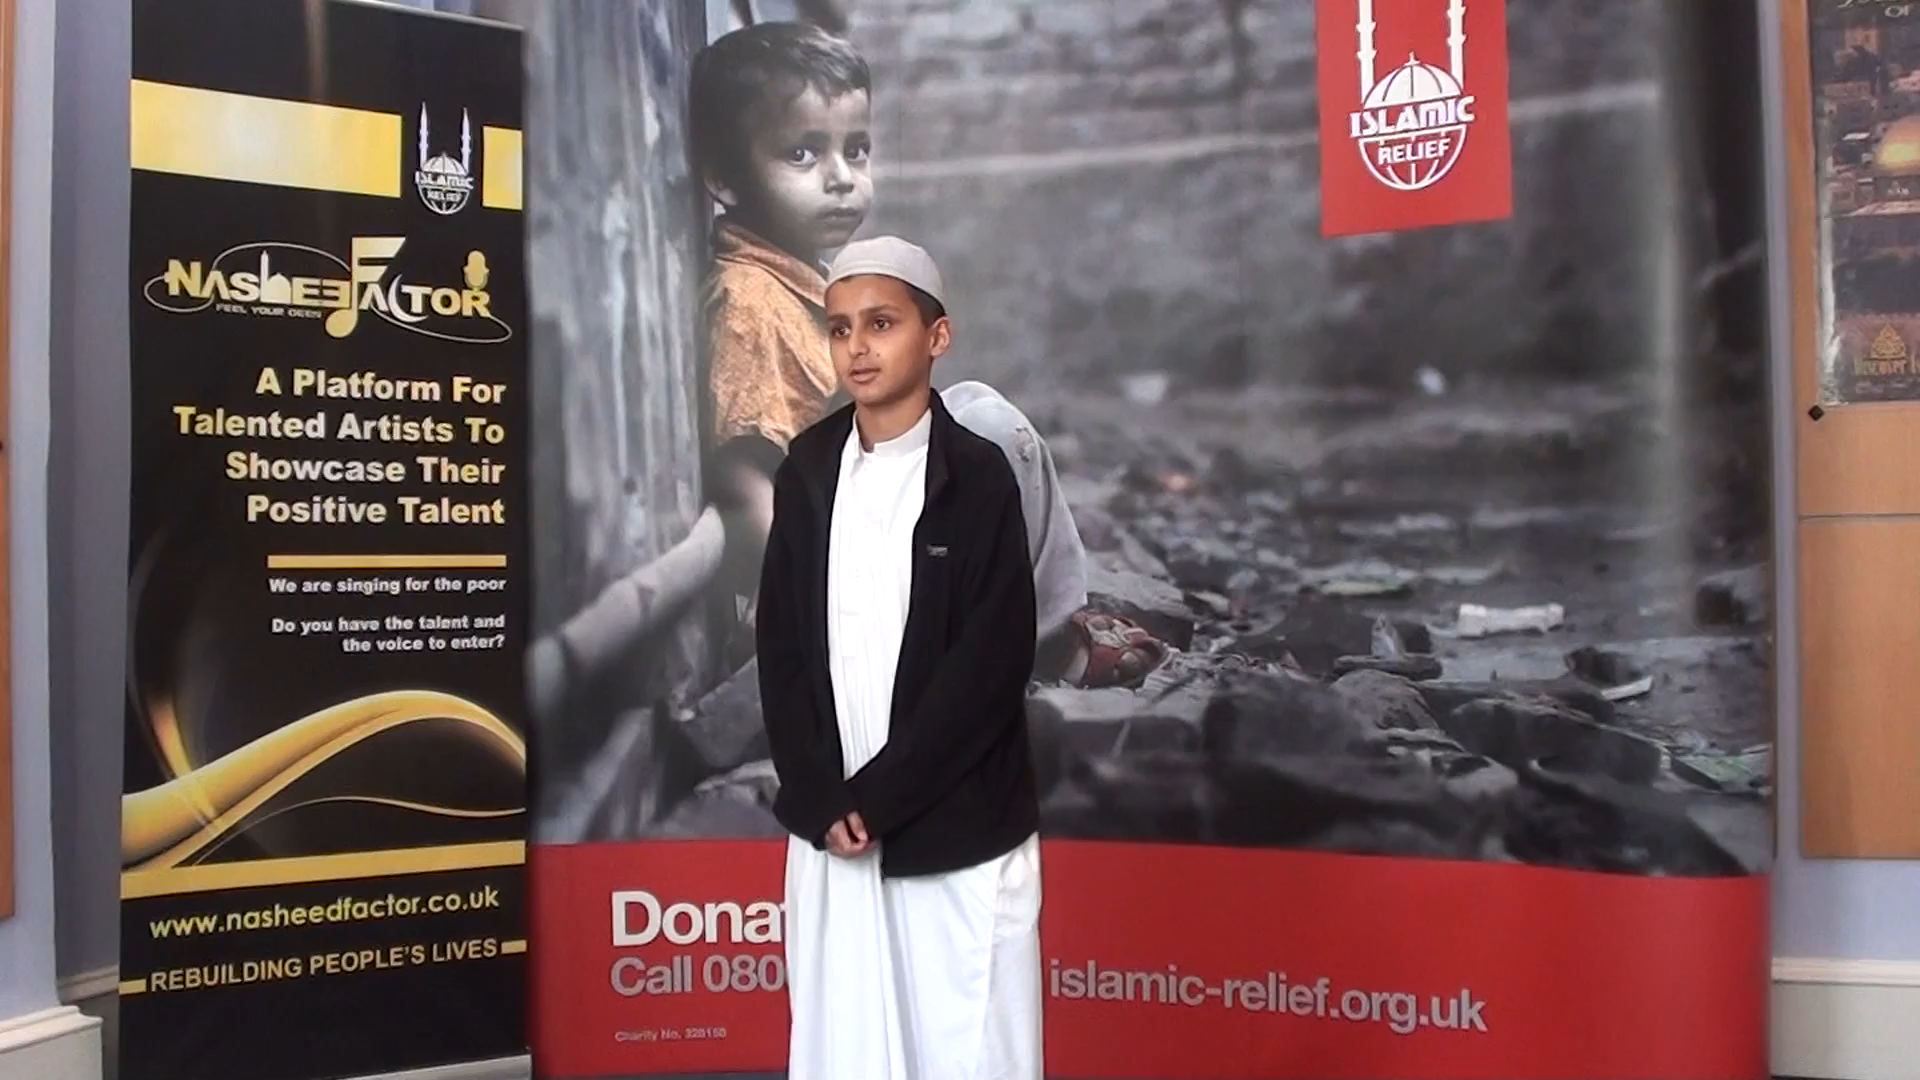 ISLAMIC
RELIEF
NASHEEDFACTOR
FEEL YOUR DEEN
A Platform For
Talented Artists To
Showcase Their
Positive Talent
We are singing for the poor
Do you have the talent and
the voice to enter?
www.nasheedfactor.co.uk
REBUILDING PEOPLE'S LIVES
ISLAMIC
RELIEF
Dona
Call 080
islamic-relief.org.uk
Charity No. 328158
OF